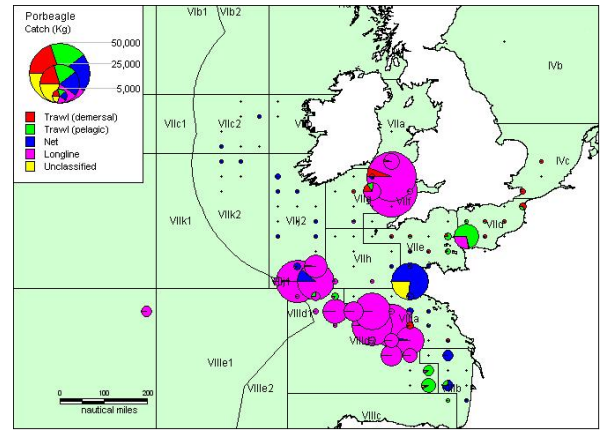 Porbeagle
Catch (Kg)
50,000
25,000
5,000
Trawl (demersal)
Trawl (pelagic)
Net
Longline
Unclassified
VIb1 VIb2
IVb
VIIc1 VIIc2
VIIa
IVc
VIIk1 VIIk2
VIIj2
VIIg
VIIf
VIId
VIIe
VIIh
VIIIa
VIIId1
VIIId2
VIIIe1
VIIIe2
VIIIb
VIIIc
0 100 200
nautical miles